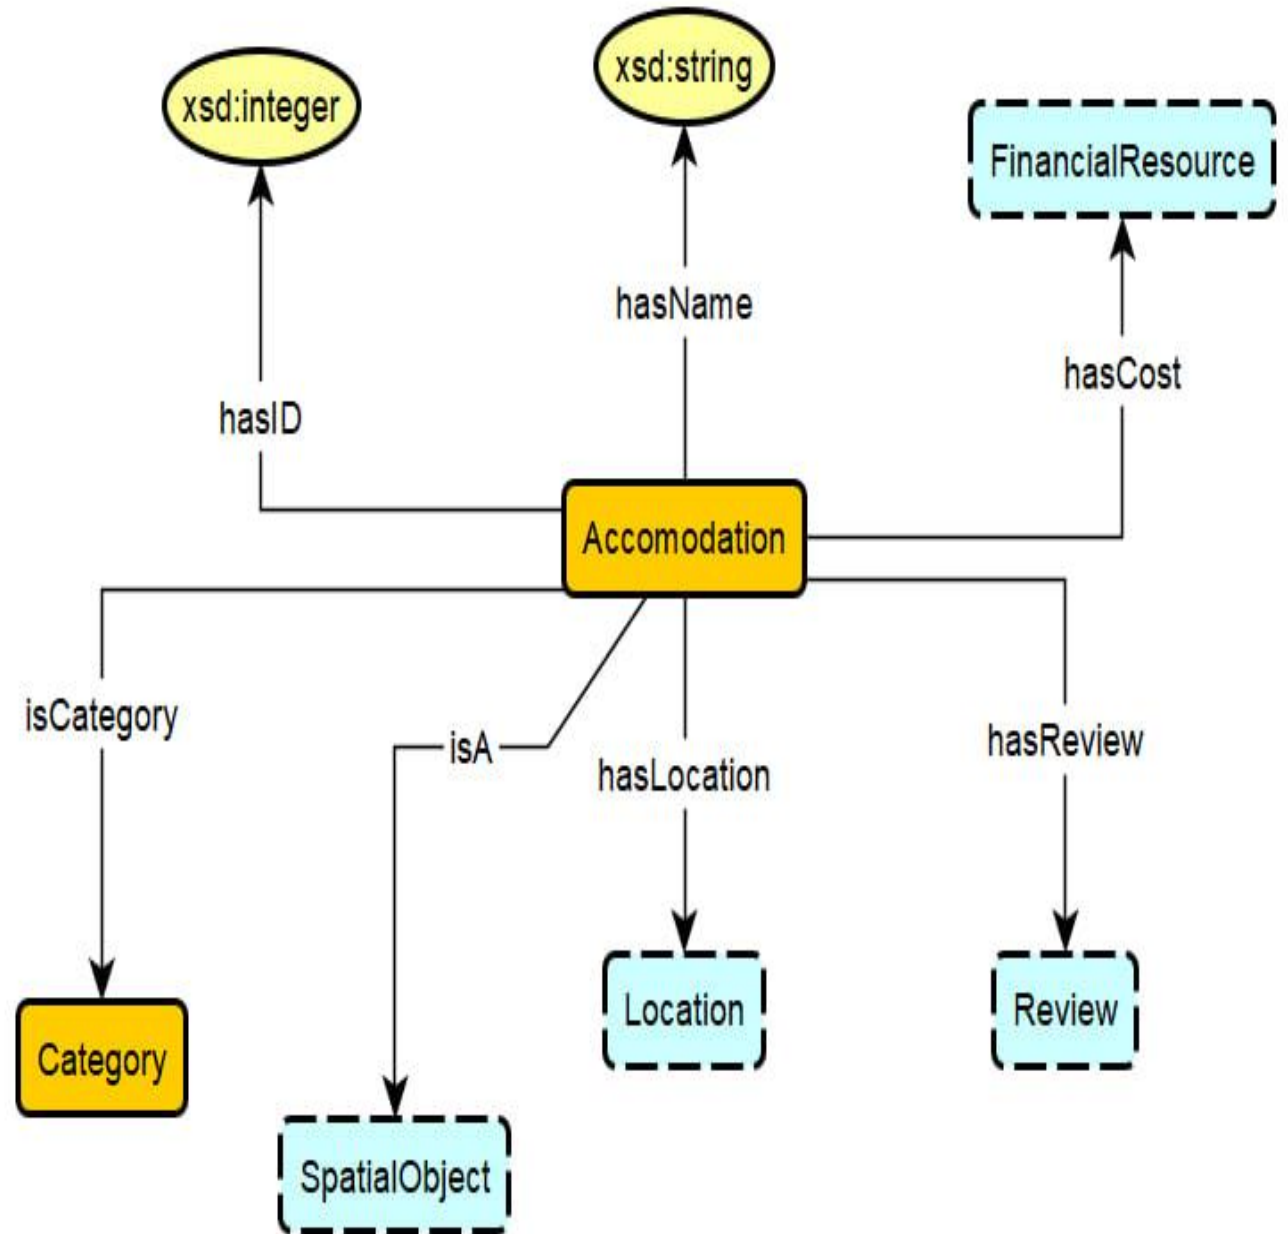 xsd:string
xsd:integer
FinancialResource
hasName
hasCost
hasID
Accomodation
isCategory
isA
hasLocation
hasReview
Location
Review
Category
SpatialObject